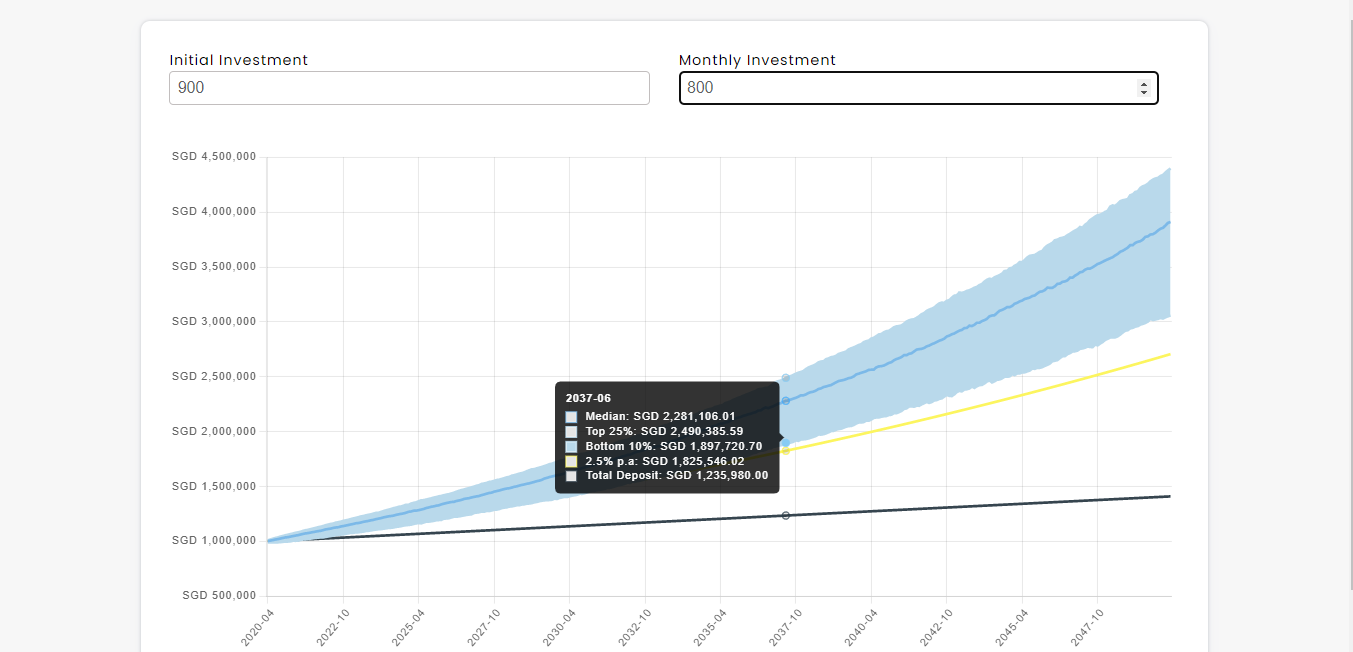 Initial Investment
Monthly Investment
900
800
SGD 4,500,000
SGD 4,000,000
SGD 3,500,000
SGD 3,000,000
SGD 2,500,000
SGD 2,000,000
SGD 1,500,000
SGD 1,000,000
SGD 500,000
2037-06
Median: SGD 2,281,106.01
Top 25%: SGD 2,490,385.59
Bottom 10%: SGD 1,897,720.70
2.5% p.a: SGD 1,825,546.02
Total Deposit: SGD 1,235,980.00
2020-04
2022-10
2025-04
2027-10
2030-04
2032-10
2035-04
2037-10
2040-04
2042-10
2045-04
2047-10